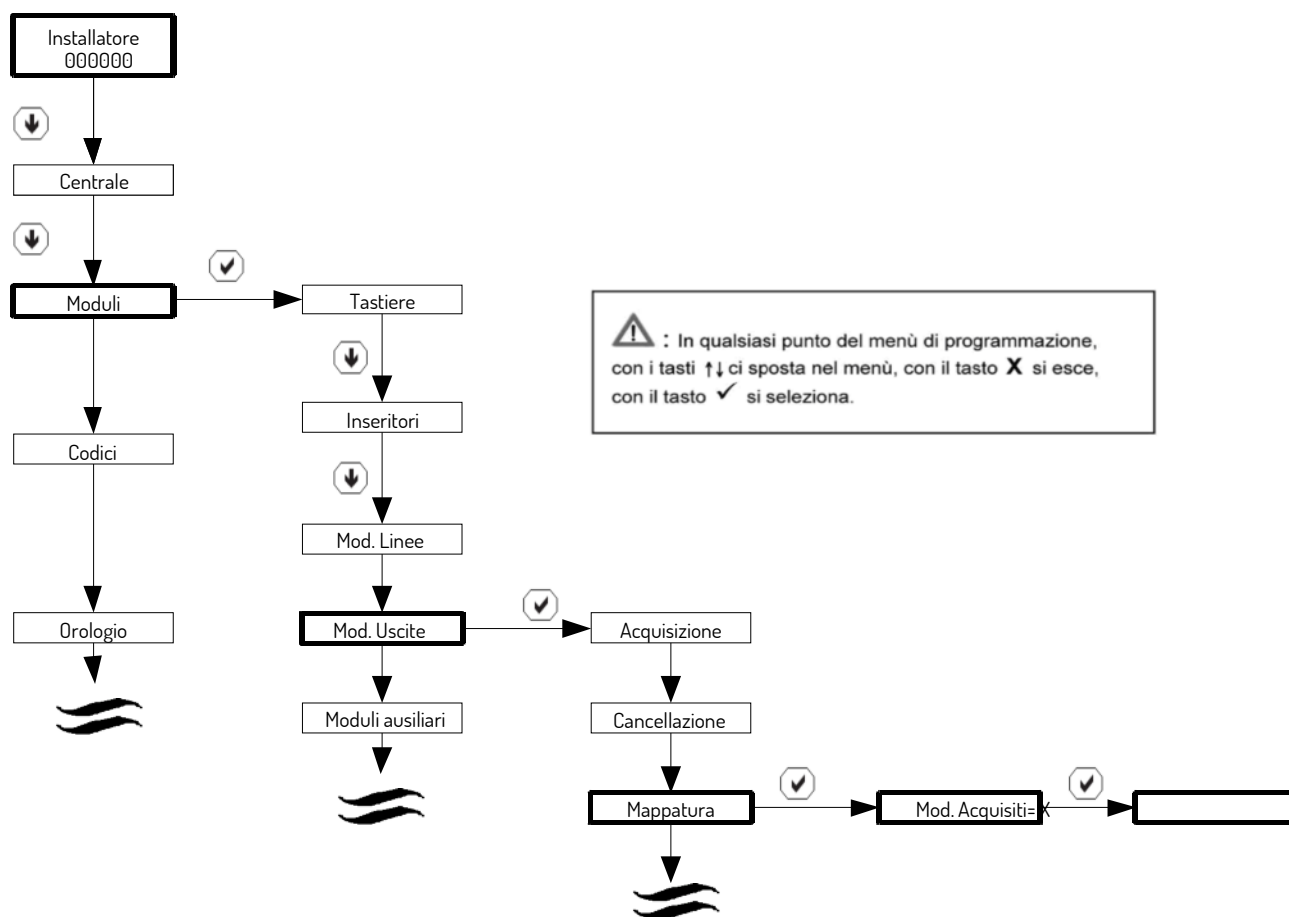 Installatore
000000
Centrale
Moduli
Tastiere
: In qualsiasi punto del menù di programmazione,
con i tasti ↑↓ ci sposta nel menù, con il tasto X si esce,
con il tasto ✓ si seleziona.
Inseritori
Codici
Mod. Linee
Orologio
Mod. Uscite
Acquisizione
Moduli ausiliari
Cancellazione
Mappatura
Mod. Acquisiti= X